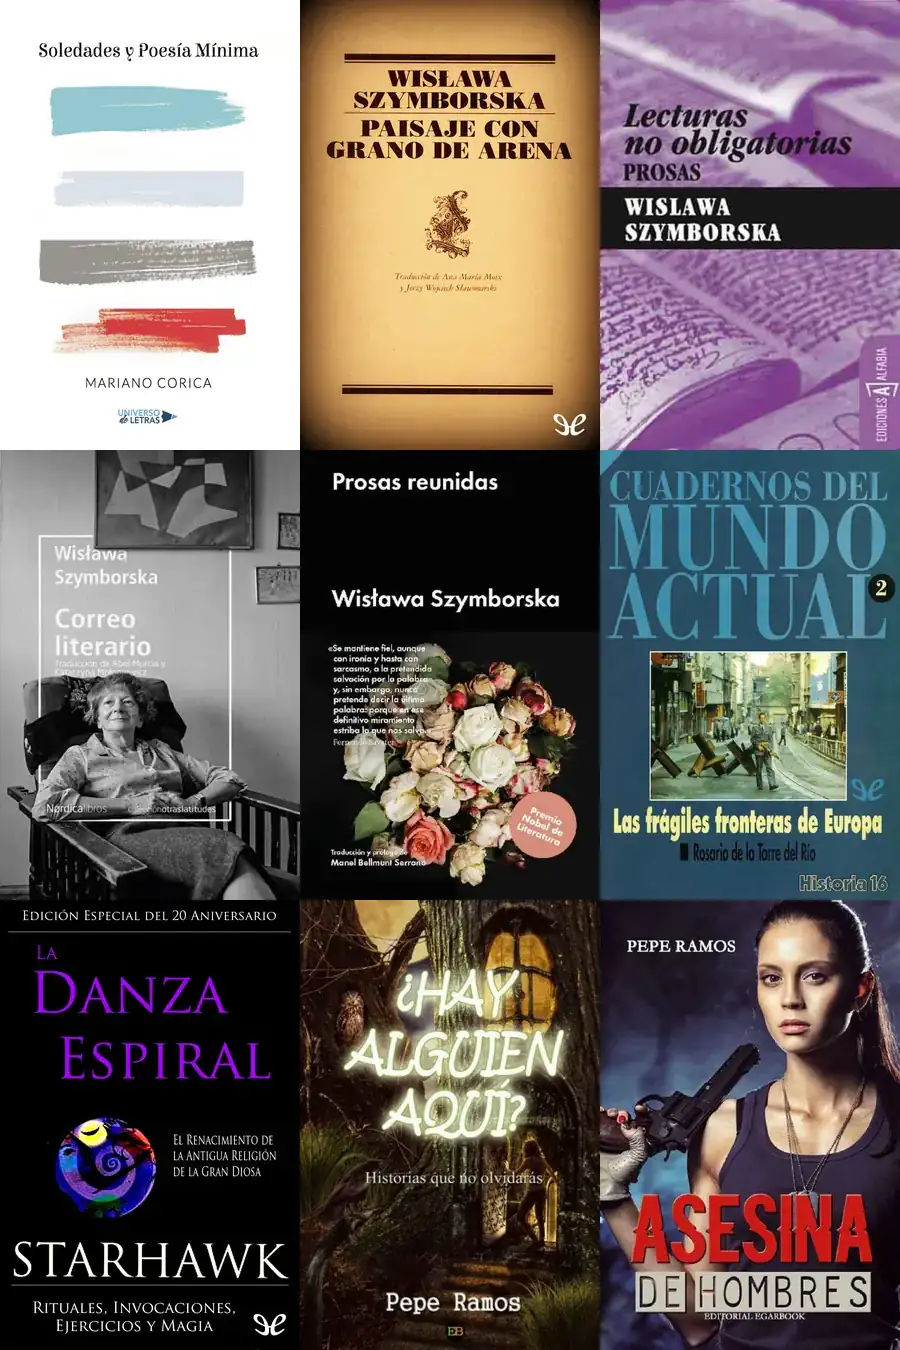 Soledades y Poesía Mínima
MARIANO CORICA
UNIVERSO
de LETRAS
WISŁAWA
SZYMBORSKA
PAISAJE CON
GRANO DE ARENA
Traducción de Ana María Moix
y Jerzy Wojciech Sławomirski
Lecturas
no obligatorias
PROSAS
WISLAWA
SZYMBORSKA
EDICIONES ALFABIA
Wisława
Szymborska
Correo
literario
Traducción de Abel Murcia y
Nørdicalibros
colecciónotraslatitudes
Prosas reunidas
Wisława Szymborska
«Se mantiene fiel, aunque
con ironía y hasta con
sarcasmo, a la pretendida
salvación por la palabra
y, sin embargo, nunca
pretende decir la última
palabra: porque en ese
definitivo miramiento
estriba lo que nos salva.»
Fernando Savater
Premio
Nobel de
Literatura
Traducción y prólogo de
Manel Bellmunt Serrano
CUADERNOS DEL
MUNDO
ACTUAL
2
Las frágiles fronteras de Europa
Rosario de la Torre del Río
Historia 16
EDICIÓN ESPECIAL DEL 20 ANIVERSARIO
LA
DANZA
ESPIRAL
EL RENACIMIENTO DE
LA ANTIGUA RELIGIÓN
DE LA GRAN DIOSA
STARHAWK
RITUALES, INVOCACIONES,
EJERCICIOS Y MAGIA
¿HAY
ALGUIEN
AQUÍ?
Historias que no olvidarás
Pepe Ramos
EB
PEPE RAMOS
ASESINA
DE HOMBRES
EDITORIAL EGARBOOK